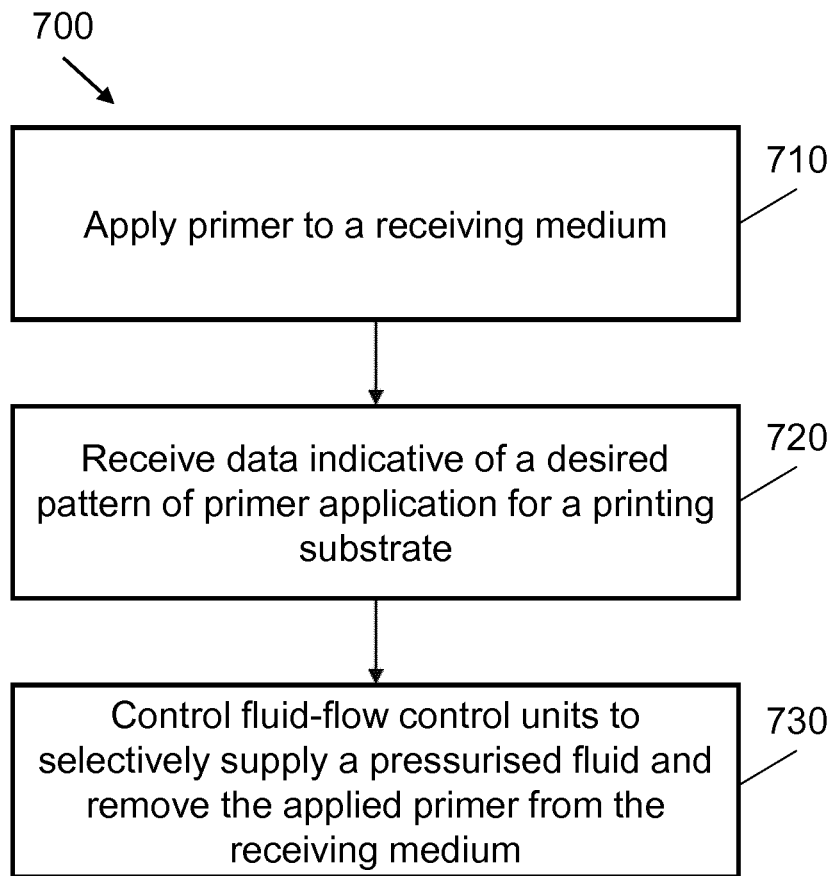 700
710
Apply primer to a receiving medium
720
Receive data indicative of a desired
pattern of primer application for a printing
substrate
730
Control fluid-flow control units to
selectively supply a pressurised fluid and
remove the applied primer from the
receiving medium